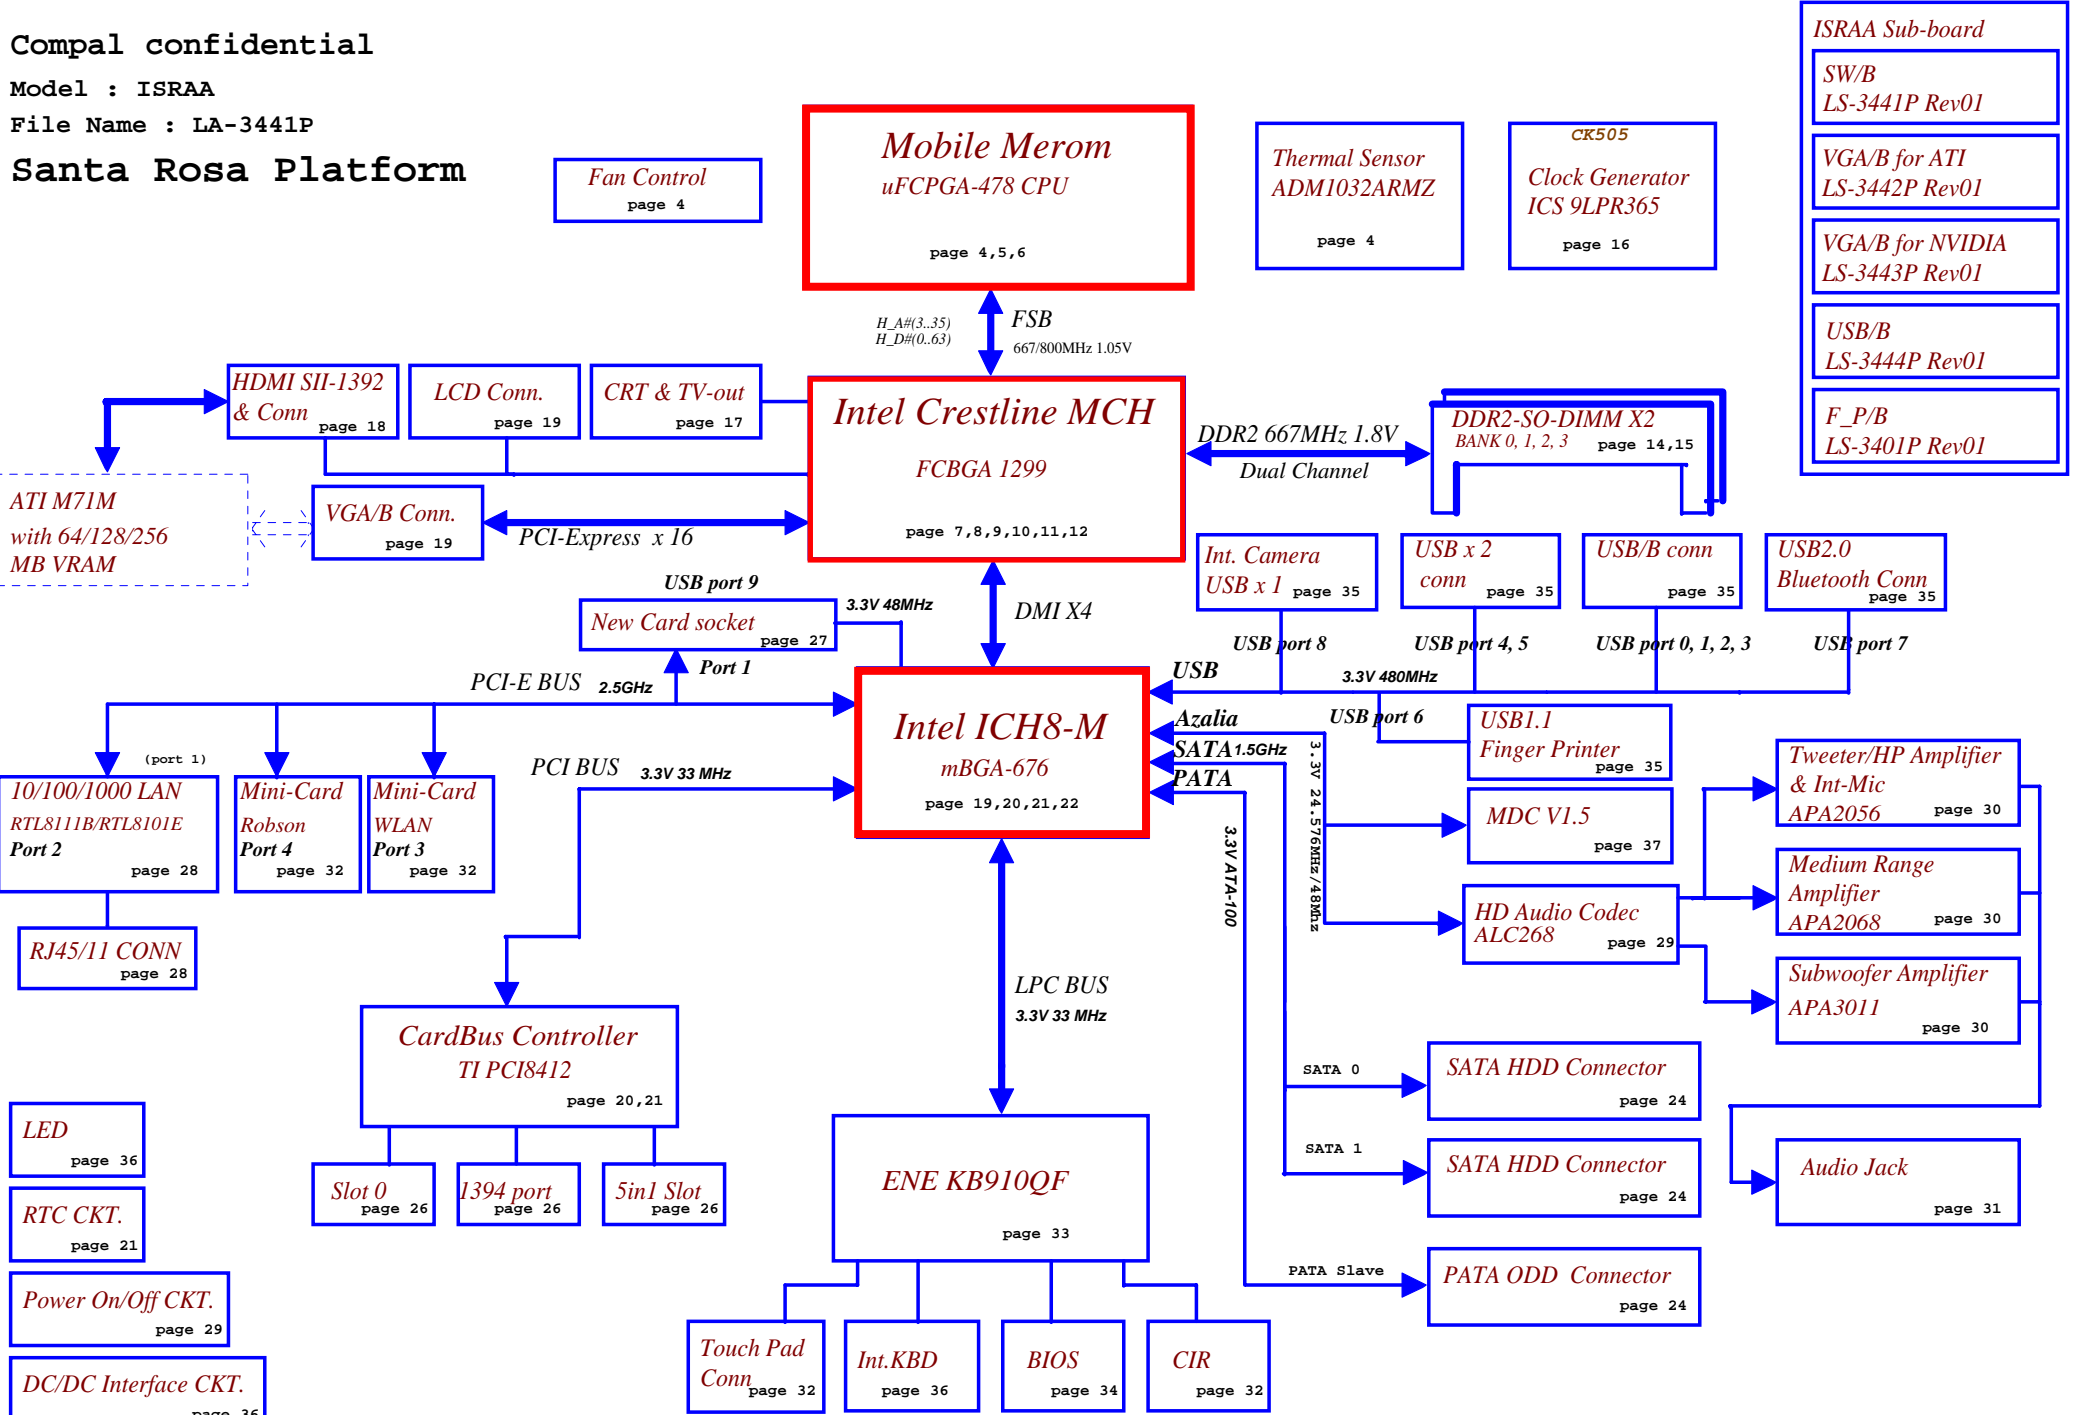 Compal confidential
Model : ISRAA
File Name : LA-3441P
Santa Rosa Platform
Fan Control
page 4
Mobile Merom
uFCPGA-478 CPU
page 4,5,6
Thermal Sensor
ADM1032ARMZ
page 4
CK505
Clock Generator
ICS 9LPR365
page 16
ISRAA Sub-board
SW/B
LS-3441P Rev01
VGA/B for ATI
LS-3442P Rev01
VGA/B for NVIDIA
LS-3443P Rev01
USB/B
LS-3444P Rev01
F_P/B
LS-3401P Rev01
H_A#(3..35)
H_D#(0..63)
FSB
667/800MHz 1.05V
HDMI SII-1392
& Conn
page 18
LCD Conn.
page 19
CRT & TV-out
page 17
Intel Crestline MCH
FCBGA 1299
page 7,8,9,10,11,12
DDR2 667MHz 1.8V
Dual Channel
DDR2-SO-DIMM X2
BANK 0, 1, 2, 3
page 14,15
ATI M71M
with 64/128/256
MB VRAM
VGA/B Conn.
page 19
PCI-Express x 16
USB port 9
New Card socket
page 27
3.3V 48MHz
Port 1
DMI X4
Int. Camera
USB x 1
page 35
USB x 2
conn
page 35
USB/B conn
page 35
USB2.0
Bluetooth Conn
page 35
USB port 8
USB port 4, 5
USB port 0, 1, 2, 3
USB port 7
PCI-E BUS
2.5GHz
USB
3.3V 480MHz
Intel ICH8-M
mBGA-676
page 19,20,21,22
Azalia
SATA
1.5GHz
PATA
USB port 6
USB1.1
Finger Printer
page 35
PCI BUS
3.3V 33 MHz
(port 1)
10/100/1000 LAN
RTL8111B/RTL8101E
Port 2
page 28
Mini-Card
Robson
Port 4
page 32
Mini-Card
WLAN
Port 3
page 32
RJ45/11 CONN
page 28
3.3V 24.576MHz/48Mhz
3.3V ATA-100
MDC V1.5
page 37
HD Audio Codec
ALC268
page 29
Tweeter/HP Amplifier
& Int-Mic
APA2056
page 30
Medium Range
Amplifier
APA2068
page 30
Subwoofer Amplifier
APA3011
page 30
LPC BUS
3.3V 33 MHz
CardBus Controller
TI PCI8412
page 20,21
Slot 0
page 26
1394 port
page 26
5in1 Slot
page 26
SATA 0
SATA HDD Connector
page 24
SATA 1
SATA HDD Connector
page 24
PATA Slave
PATA ODD Connector
page 24
Audio Jack
page 31
ENE KB910QF
page 33
Touch Pad
Conn
page 32
Int.KBD
page 36
BIOS
page 34
CIR
page 32
LED
page 36
RTC CKT.
page 21
Power On/Off CKT.
page 29
DC/DC Interface CKT.
page 36